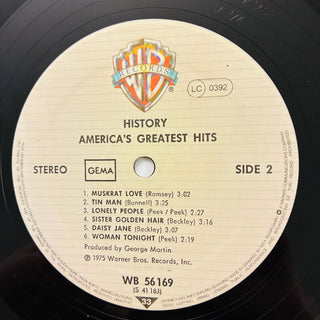 WB
RECORDS
LC 0392
HISTORY
AMERICA'S GREATEST HITS
STEREO GEMA SIDE 2
1. MUSKRAT LOVE (Romsey) 3:02
2. TIN MAN (Bunnell) 3:25
3. LONELY PEOPLE (Pesk / Peek) 2:27
4. SISTER GOLDEN HAIR (Beckley) 3:16
5. DAISY JANE (Beckley) 3:07
6. WOMAN TONIGHT (Peek) 2:19
Produced by George Martin
℗ 1975 Warner Bros. Records, Inc.
WB 56169
(S 41 18J)
33